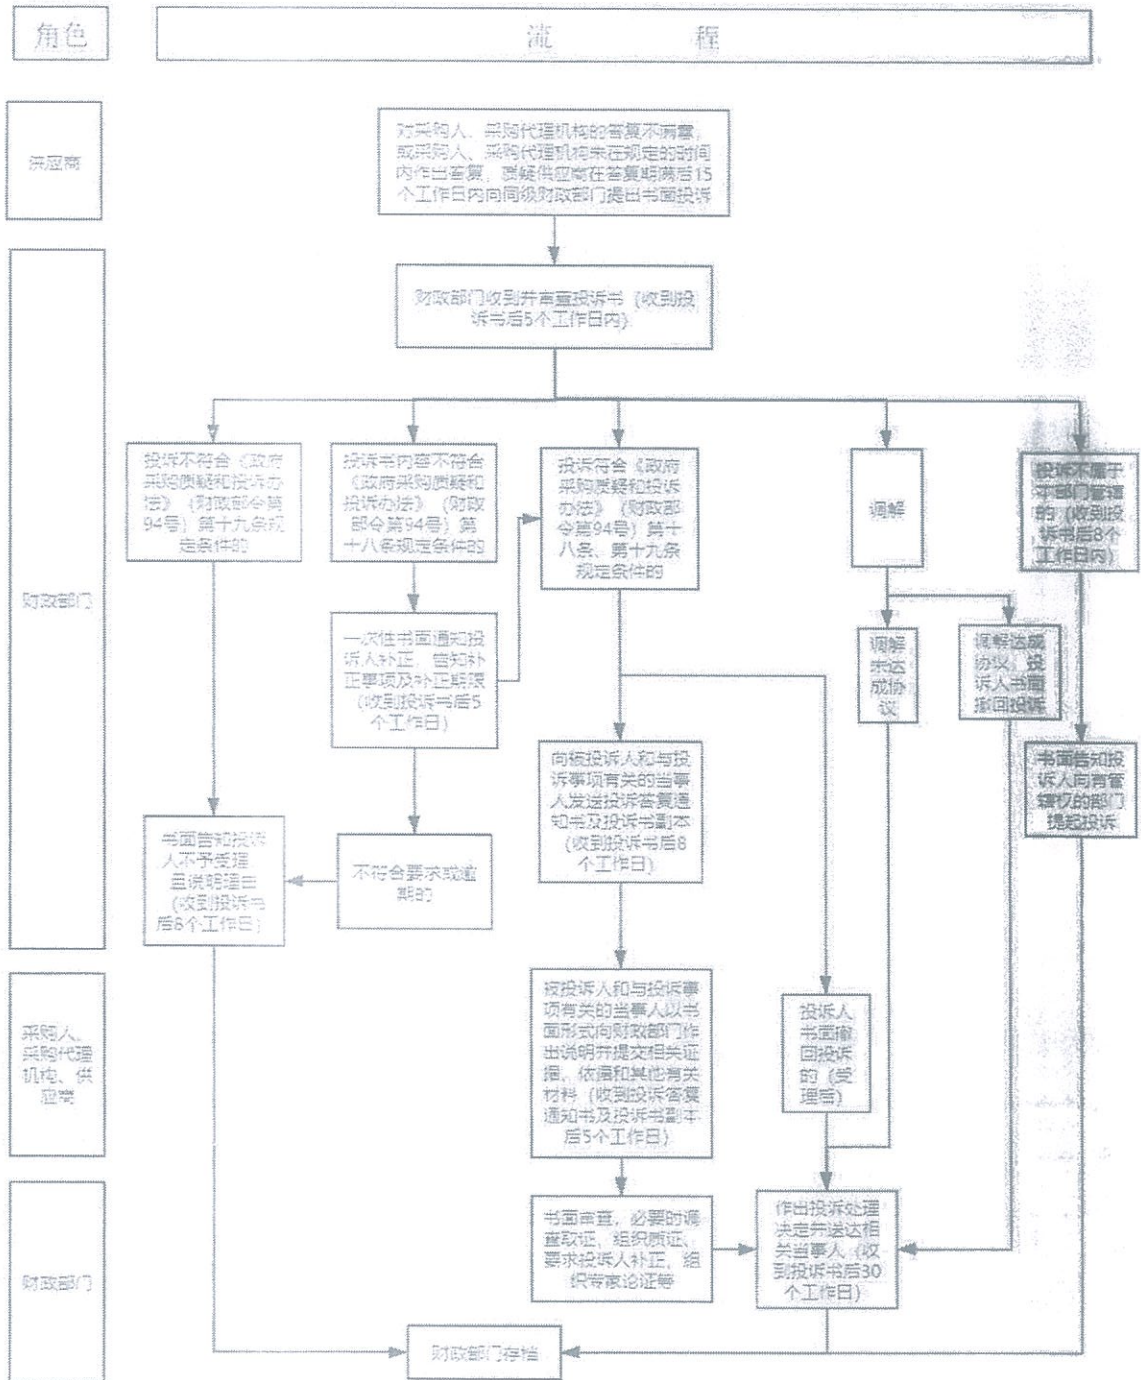 角色
流 程
供应商
对采购人、采购代理机构的答复不满意，
或采购人、采购代理机构未在规定的时间
内作出答复，质疑供应商在答复期满后15
个工作日内向同级财政部门提出书面投诉
财政部门收到并审查投诉书（收到投
诉书后5个工作日内）
财政部门
投诉不符合《政府
采购质疑和投诉办
法》（财政部令第
94号）第十九条规
定条件的
投诉书内容不符合
《政府采购质疑和
投诉办法》（财政
部令第94号）第
十八条规定条件的
投诉符合《政府
采购质疑和投诉
办法》（财政部
令第94号）第十
八条、第十九条
规定条件的
调解
投诉不属于
本部门管辖
的（收到投
诉书后8个
工作日内）
一次性书面通知投
诉人补正，告知补
正事项及补正期限
（收到投诉书后5
个工作日）
调解
未达
成协
议
调解达成
协议，投
诉人书面
撤回投诉
向被投诉人和与投
诉事项有关的当事
人发送投诉答复通
知书及投诉书副本
（收到投诉书后8
个工作日）
书面告知投
诉人向有管
辖权的部门
提起投诉
书面告知投诉
人不予受理，
且说明理由
（收到投诉书
后8个工作日）
不符合要求或逾
期的
采购人、
采购代理
机构、供
应商
被投诉人和与投诉事
项有关的当事人以书
面形式向财政部门作
出说明并提交相关证
据、依据和其他有关
材料（收到投诉答复
通知书及投诉书副本
后5个工作日）
投诉人
书面撤
回投诉
的（受
理后）
财政部门
书面审查，必要时调
查取证、组织质证、
要求投诉人补正、组
织专家论证等
作出投诉处理
决定并送达相
关当事人（收
到投诉书后30
个工作日）
财政部门存档